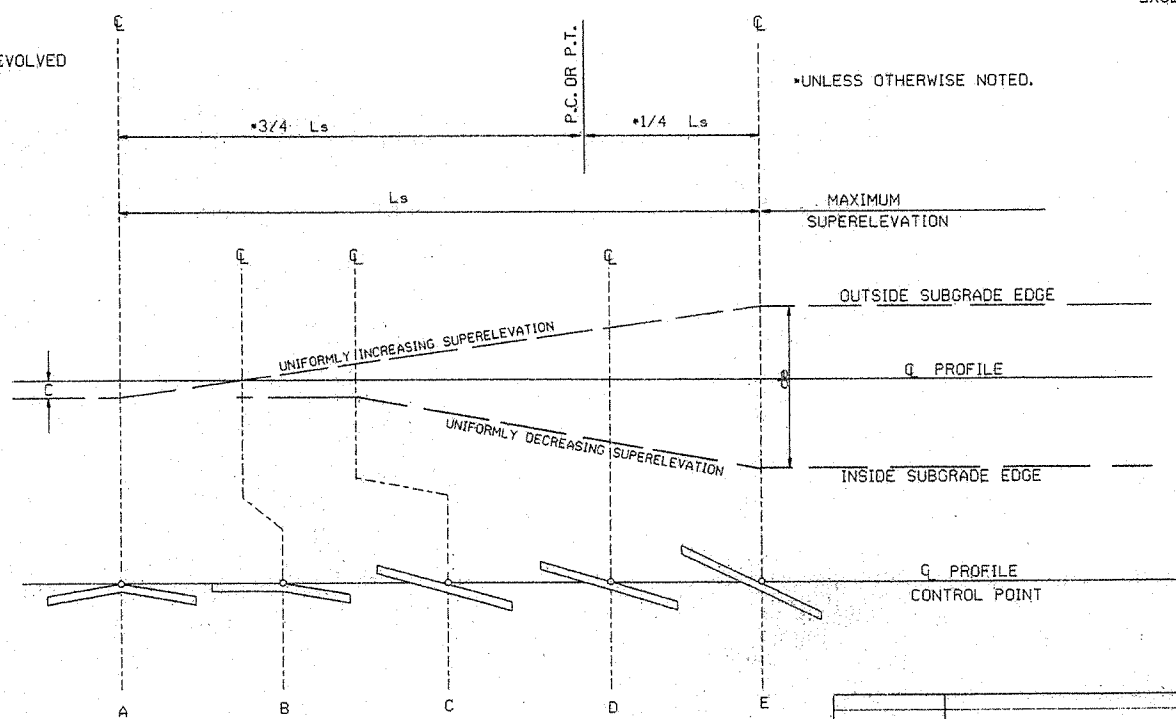 ℄
℄
EVOLVED
P.C. OR P.T.
*UNLESS OTHERWISE NOTED.
*3/4 Ls
*1/4 Ls
Ls
MAXIMUM
SUPERELEVATION
℄
℄
℄
OUTSIDE SUBGRADE EDGE
UNIFORMLY INCREASING SUPERELEVATION
C
℄ PROFILE
UNIFORMLY DECREASING SUPERELEVATION
INSIDE SUBGRADE EDGE
℄ PROFILE
CONTROL POINT
A
B
C
D
E